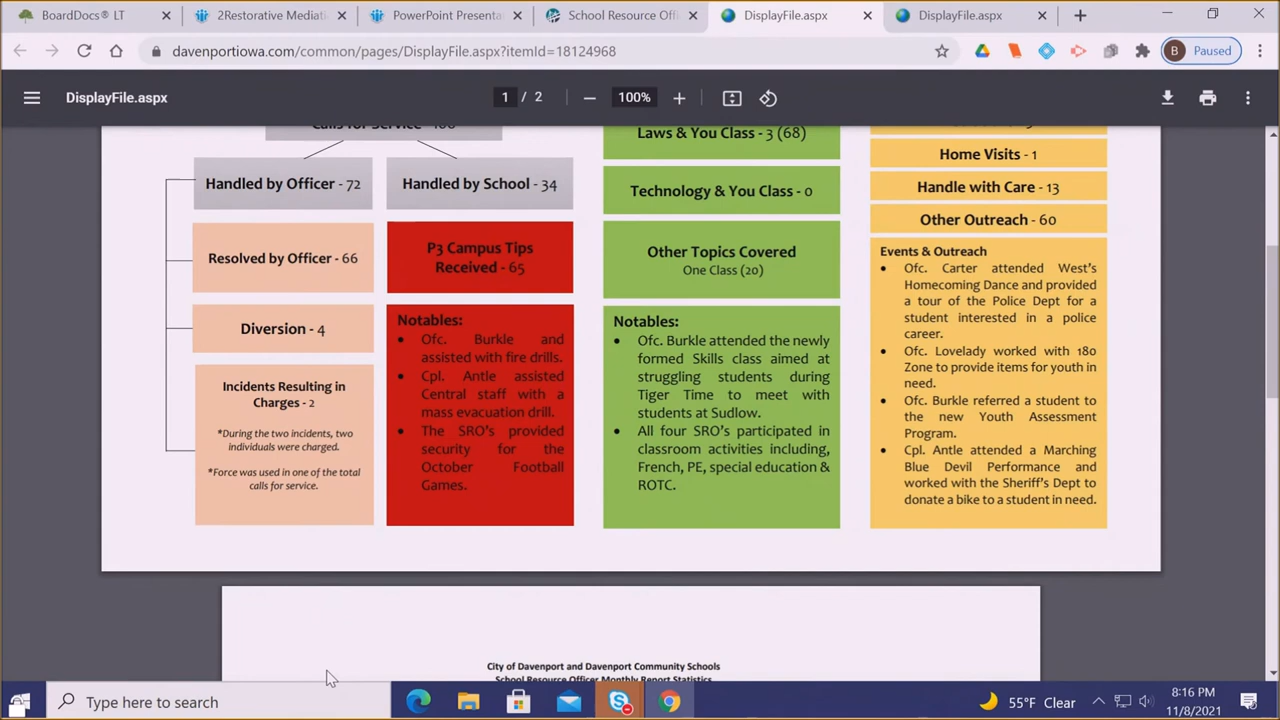 BoardDocs® LT
2Restorative Mediati
PowerPoint Presenta
School Resource Offi
DisplayFile.aspx
DisplayFile.aspx
davenportiowa.com/common/pages/DisplayFile.aspx?itemId=18124968
B Paused
DisplayFile.aspx
1 / 2
100%
Calls for Service
Handled by Officer - 72
Handled by School - 34
Resolved by Officer - 66
Diversion - 4
Incidents Resulting in
Charges - 2
*During the two incidents, two
individuals were charged.
*Force was used in one of the total
calls for service.
P3 Campus Tips
Received - 65
Notables:
• Ofc. Burkle and
assisted with fire drills.
• Cpl. Antle assisted
Central staff with a
mass evacuation drill.
• The SRO's provided
security for the
October Football
Games.
Laws & You Class - 3 (68)
Technology & You Class - 0
Other Topics Covered
One Class (20)
Notables:
• Ofc. Burkle attended the newly
formed Skills class aimed at
struggling students during
Tiger Time to meet with
students at Sudlow.
• All four SRO's participated in
classroom activities including,
French, PE, special education &
ROTC.
Home Visits - 1
Handle with Care - 13
Other Outreach - 60
Events & Outreach
• Ofc. Carter attended West's
Homecoming Dance and provided
a tour of the Police Dept for a
student interested in a police
career.
• Ofc. Lovelady worked with 180
Zone to provide items for youth in
need.
• Ofc. Burkle referred a student to
the new Youth Assessment
Program.
• Cpl. Antle attended a Marching
Blue Devil Performance and
worked with the Sheriff's Dept to
donate a bike to a student in need.
City of Davenport and Davenport Community Schools
School Resource Officer Monthly Report Statistics
Type here to search
55°F Clear
8:16 PM
11/8/2021